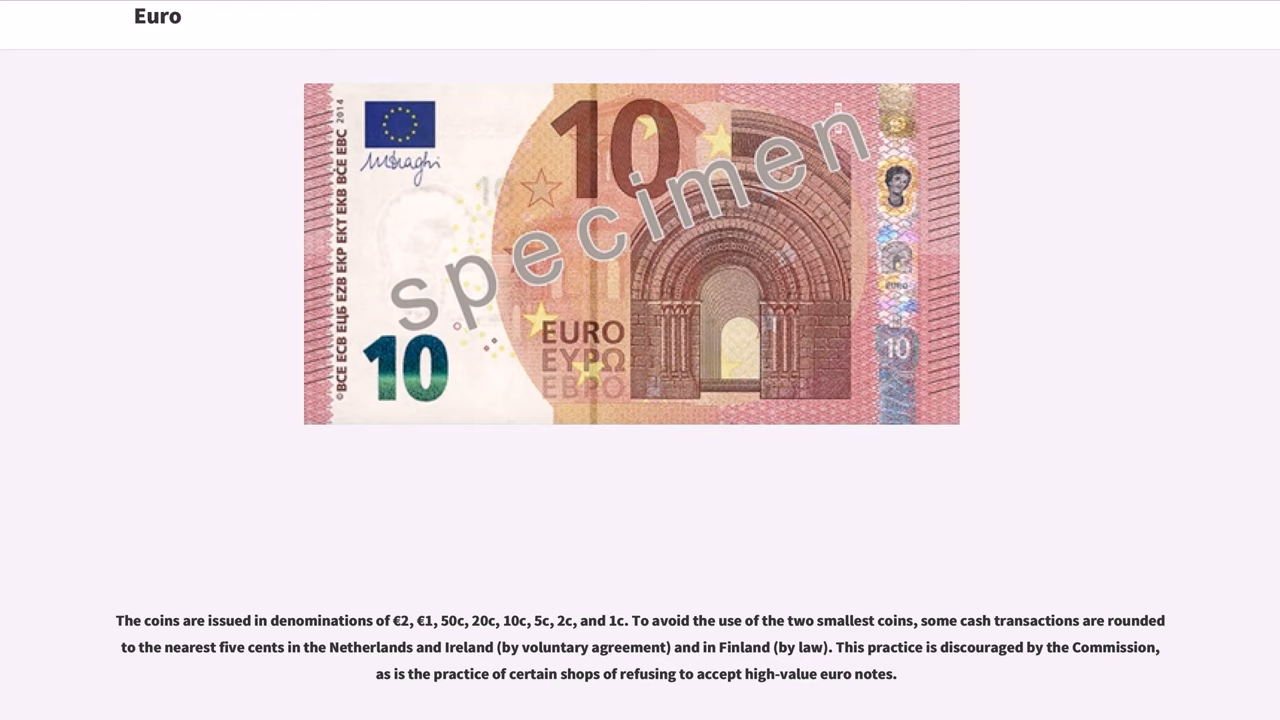 Euro
©BCE ECB ЕЦБ EZB EKP EKT EKB BĊE EBC 2014
MDraghi
10
specimen
EURO
ΕΥΡΩ
ЕВРО
10
EURO
10
The coins are issued in denominations of €2, €1, 50c, 20c, 10c, 5c, 2c, and 1c. To avoid the use of the two smallest coins, some cash transactions are rounded
to the nearest five cents in the Netherlands and Ireland (by voluntary agreement) and in Finland (by law). This practice is discouraged by the Commission,
as is the practice of certain shops of refusing to accept high-value euro notes.